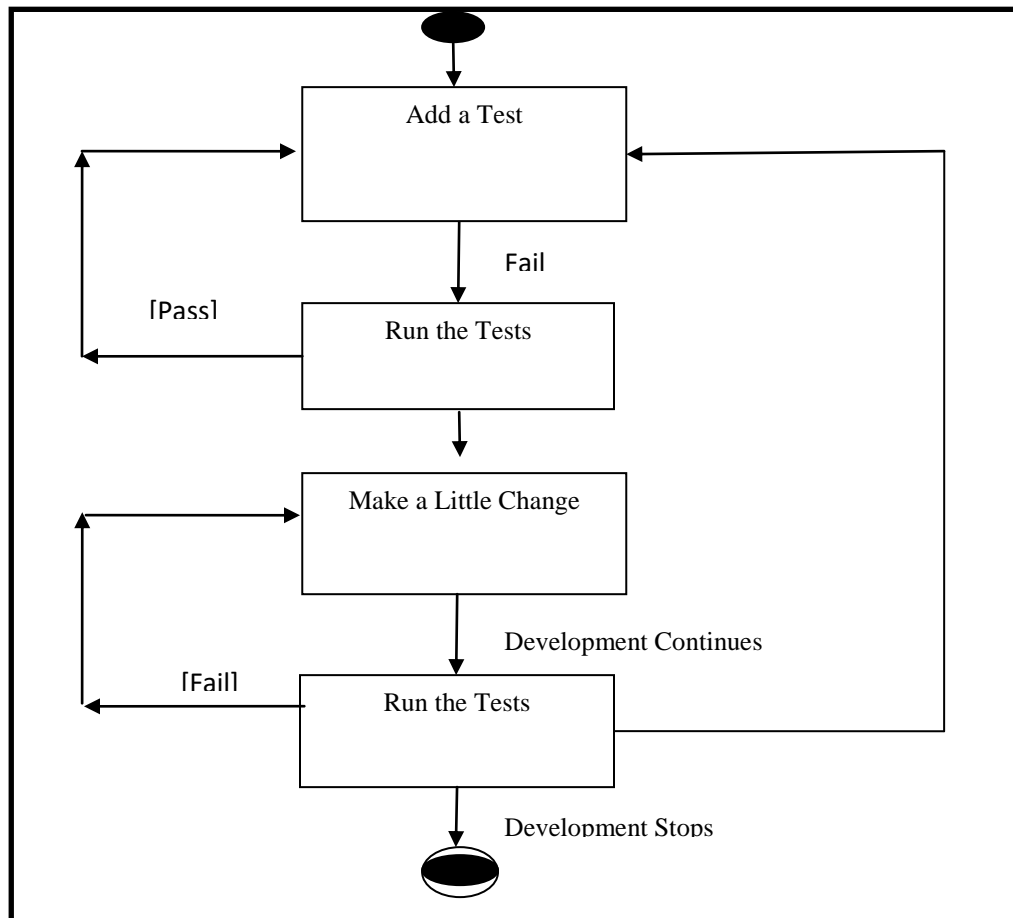 Add a Test
Fail
[Pass]
Run the Tests
Make a Little Change
Development Continues
[Fail]
Run the Tests
Development Stops